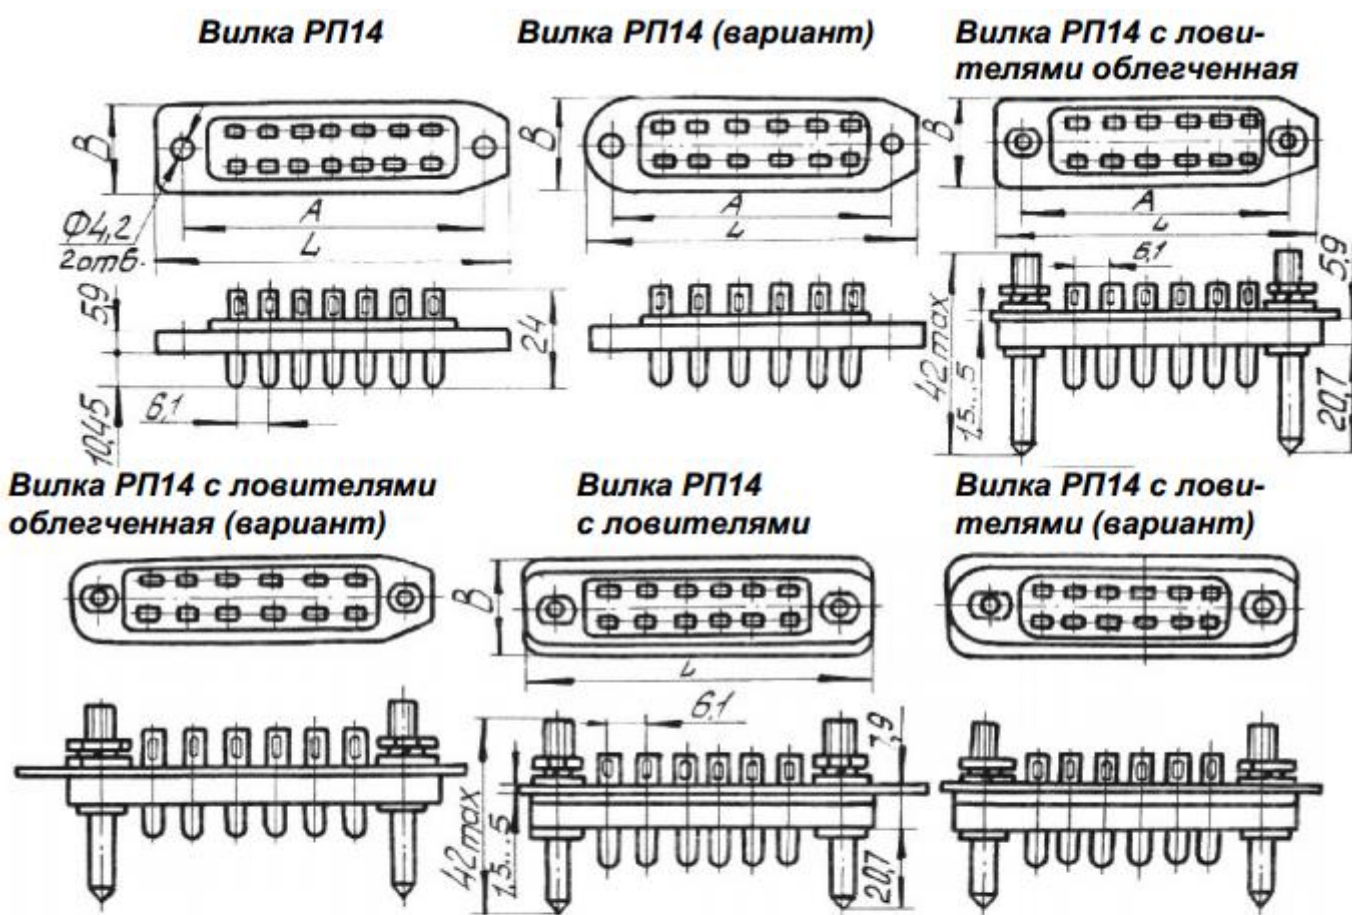 Вилка РП14
Вилка РП14 (вариант)
Вилка РП14 с лови-
телями облегченная
B
Ф4,2
2отв.
A
L
5,9
10,45
6,1
24
B
A
L
B
A
L
6,1
5,9
42max
1,5...5
20,7
Вилка РП14 с ловителями
облегченная (вариант)
Вилка РП14
с ловителями
Вилка РП14 с лови-
телями (вариант)
B
L
6,1
7,9
42max
1,5...5
20,7